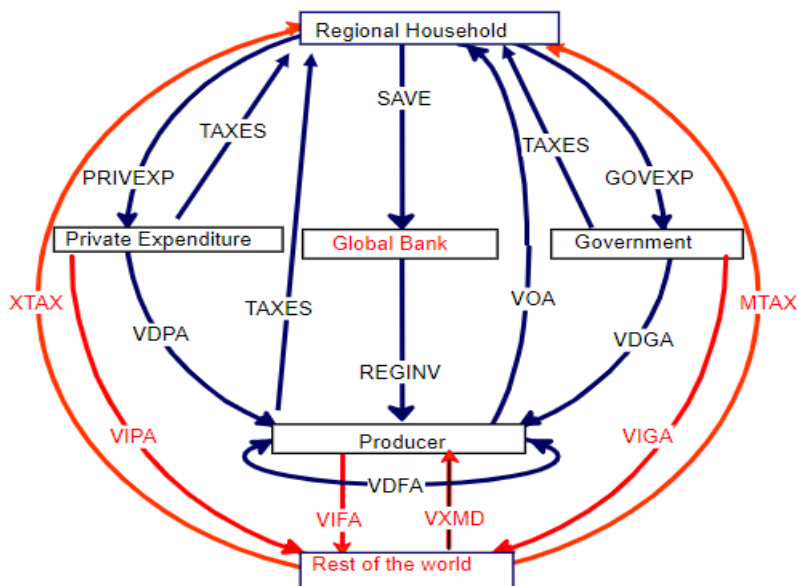 Regional Household
SAVE
TAXES
TAXES
PRIVEXP
GOVEXP
Private Expenditure
Global Bank
Government
XTAX
TAXES
VOA
MTAX
VDPA
VDGA
REGINV
VIPA
VIGA
Producer
VDFA
VIFA
VXMD
Rest of the world